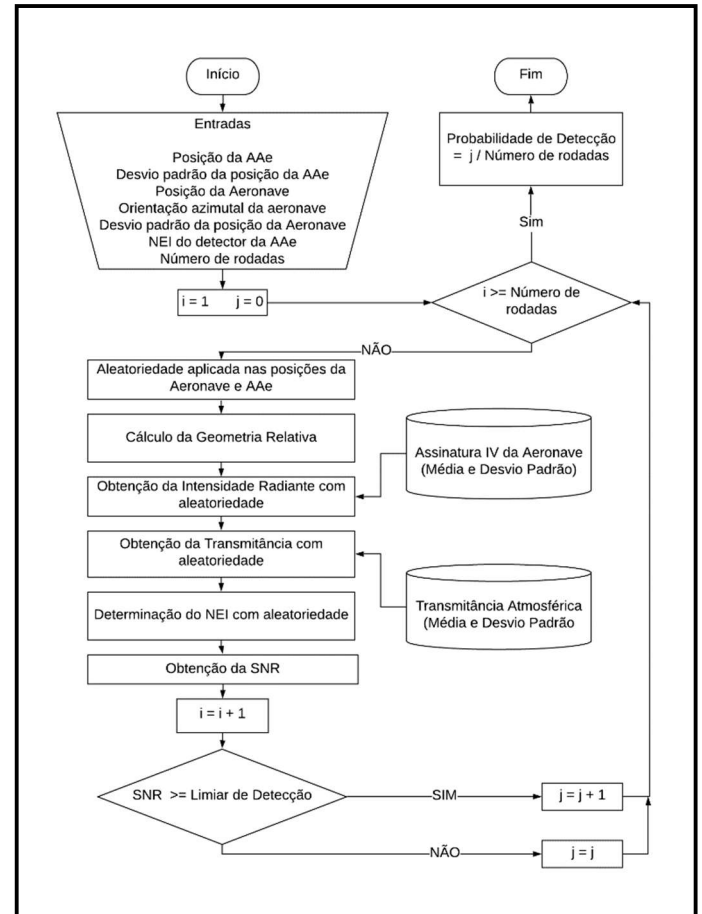 Início
Entradas
Posição da AAe
Desvio padrão da posição da AAe
Posição da Aeronave
Orientação azimutal da aeronave
Desvio padrão da posição da Aeronave
NEI do detector da AAe
Número de rodadas
i = 1 j = 0
Fim
Probabilidade de Detecção
= j / Número de rodadas
Sim
i >= Número de
rodadas
NÃO
Aleatoriedade aplicada nas posições da
Aeronave e AAe
Cálculo da Geometria Relativa
Assinatura IV da Aeronave
(Média e Desvio Padrão)
Obtenção da Intensidade Radiante com
aleatoriedade
Obtenção da Transmitância com
aleatoriedade
Transmitância Atmosférica
(Média e Desvio Padrão
Determinação do NEI com aleatoriedade
Obtenção da SNR
i = i + 1
SNR >= Limiar de Detecção
SIM
j = j + 1
NÃO
j = j